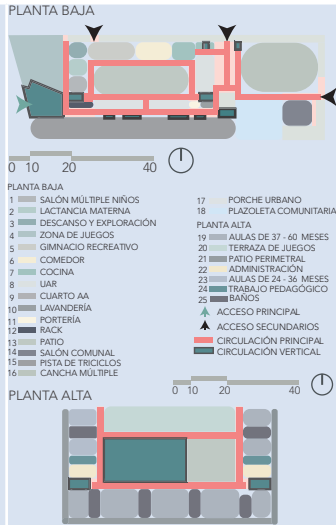 PLANTA BAJA
0 10 20 40
PLANTA BAJA
1 SALÓN MÚLTIPLE NIÑOS
2 LACTANCIA MATERNA
3 DESCANSO Y EXPLORACIÓN
4 ZONA DE JUEGOS
5 GIMNACIO RECREATIVO
6 COMEDOR
7 COCINA
8 UAR
9 CUARTO AA
10 LAVANDERÍA
11 PORTERÍA
12 RACK
13 PATIO
14 SALÓN COMUNAL
15 PISTA DE TRICICLOS
16 CANCHA MÚLTIPLE
17 PORCHE URBANO
18 PLAZOLETA COMUNITARIA
PLANTA ALTA
19 AULAS DE 37 - 60 MESES
20 TERRAZA DE JUEGOS
21 PATIO PERIMETRAL
22 ADMINISTRACIÓN
23 AULAS DE 24 - 36 MESES
24 TRABAJO PEDAGÓGICO
25 BAÑOS
ACCESO PRINCIPAL
ACCESO SECUNDARIOS
CIRCULACIÓN PRINCIPAL
CIRCULACIÓN VERTICAL
0 10 20 40
PLANTA ALTA